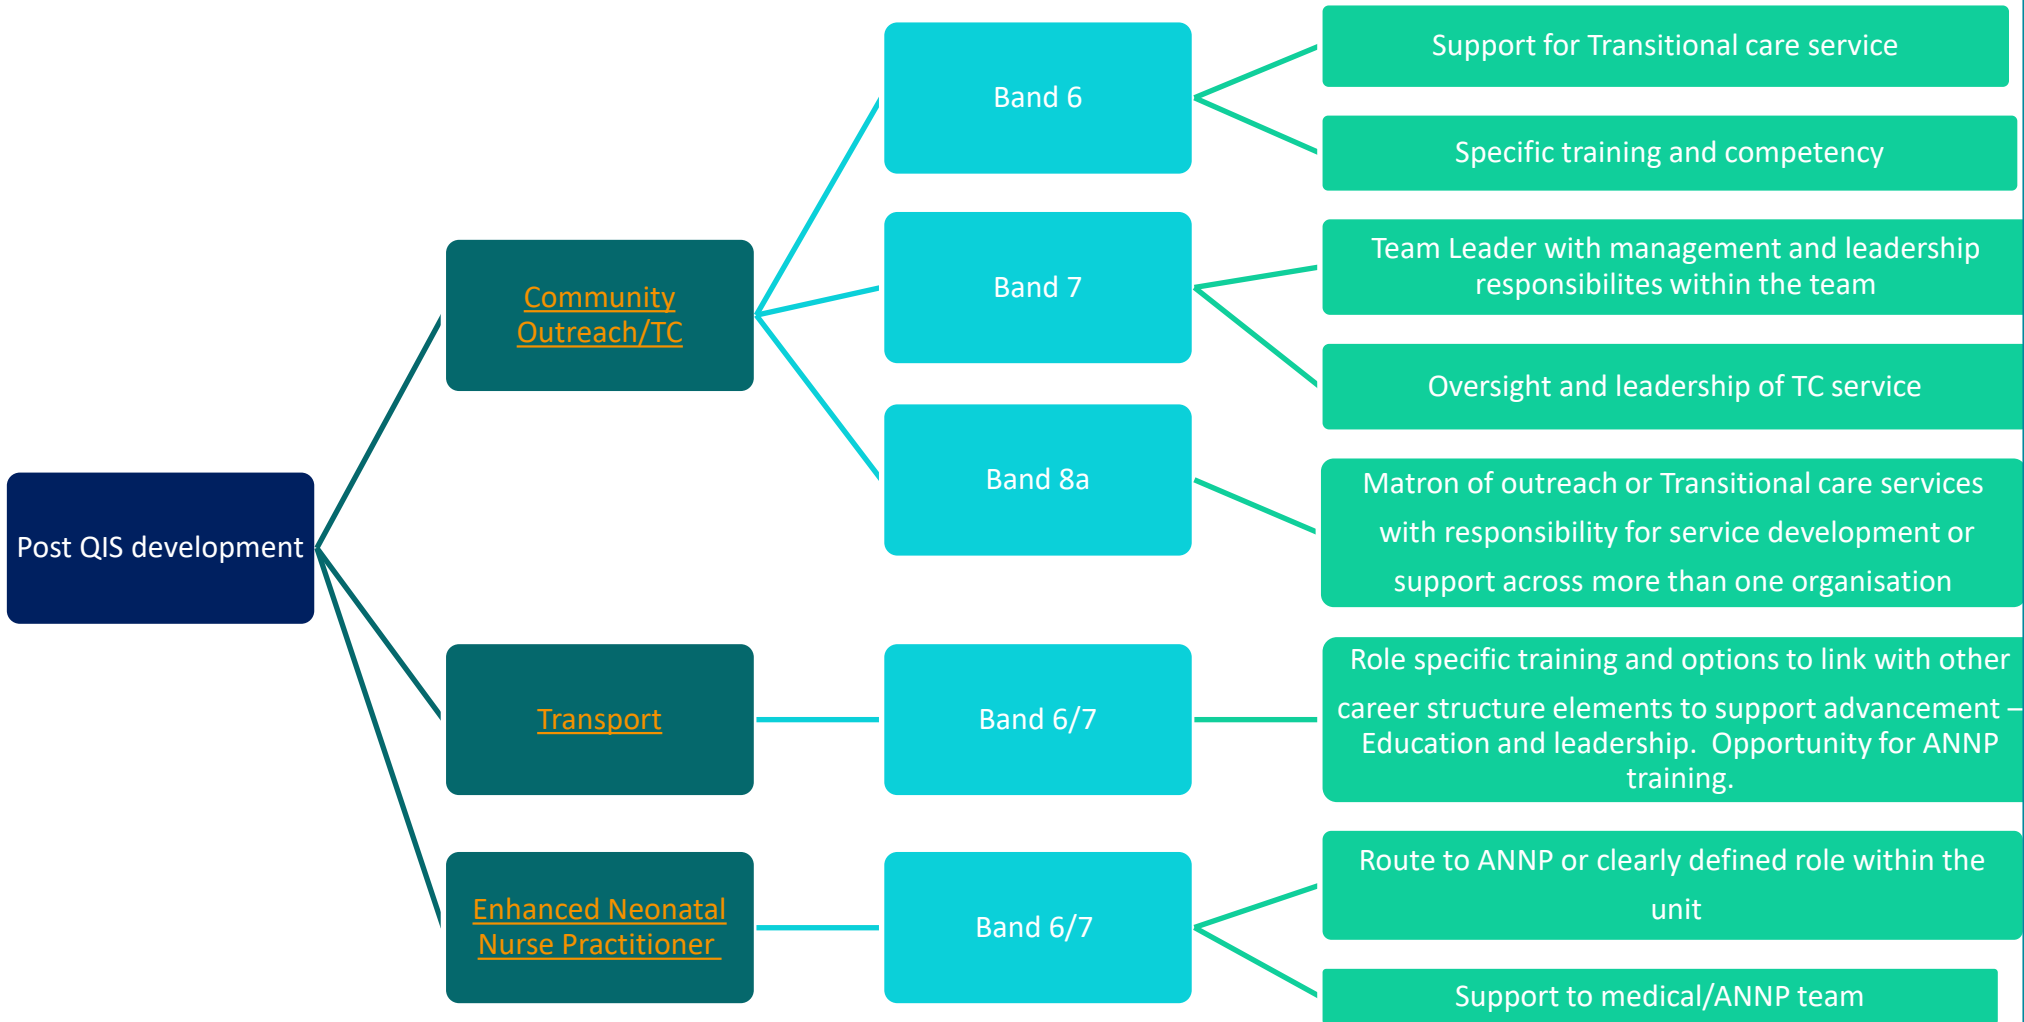 Post QIS development
Community
Outreach/TC
Band 6
Support for Transitional care service
Specific training and competency
Band 7
Team Leader with management and leadership
responsibilites within the team
Oversight and leadership of TC service
Band 8a
Matron of outreach or Transitional care services
with responsibility for service development or
support across more than one organisation
Transport
Band 6/7
Role specific training and options to link with other
career structure elements to support advancement –
Education and leadership.  Opportunity for ANNP
training.
Enhanced Neonatal
Nurse Practitioner
Band 6/7
Route to ANNP or clearly defined role within the
unit
Support to medical/ANNP team